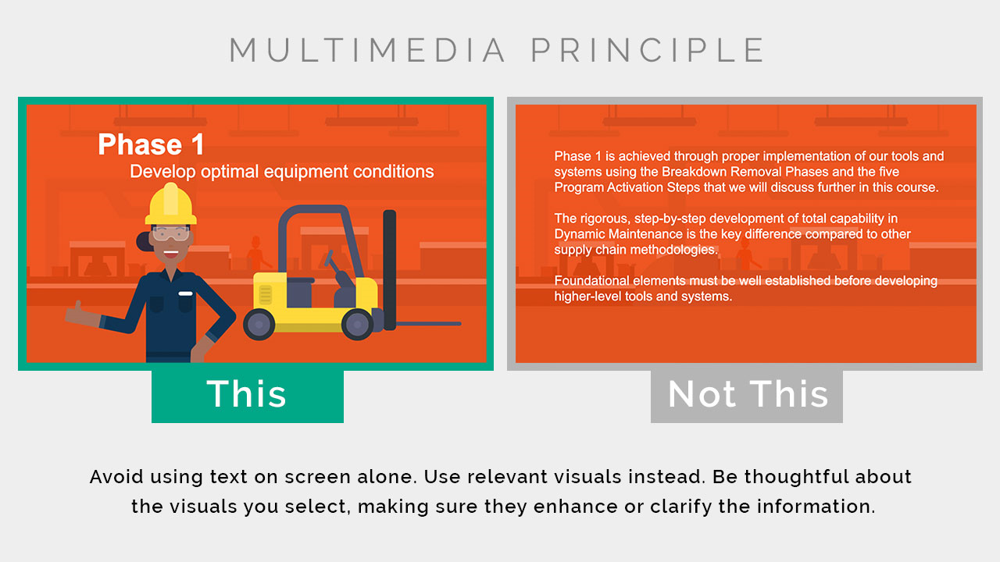 MULTIMEDIA PRINCIPLE
Phase 1
Develop optimal equipment conditions
This
Phase 1 is achieved through proper implementation of our tools and
systems using the Breakdown Removal Phases and the five
Program Activation Steps that we will discuss further in this course.
The rigorous, step-by-step development of total capability in
Dynamic Maintenance is the key difference compared to other
supply chain methodologies.
Foundational elements must be well established before developing
higher-level tools and systems.
Not This
Avoid using text on screen alone. Use relevant visuals instead. Be thoughtful about
the visuals you select, making sure they enhance or clarify the information.